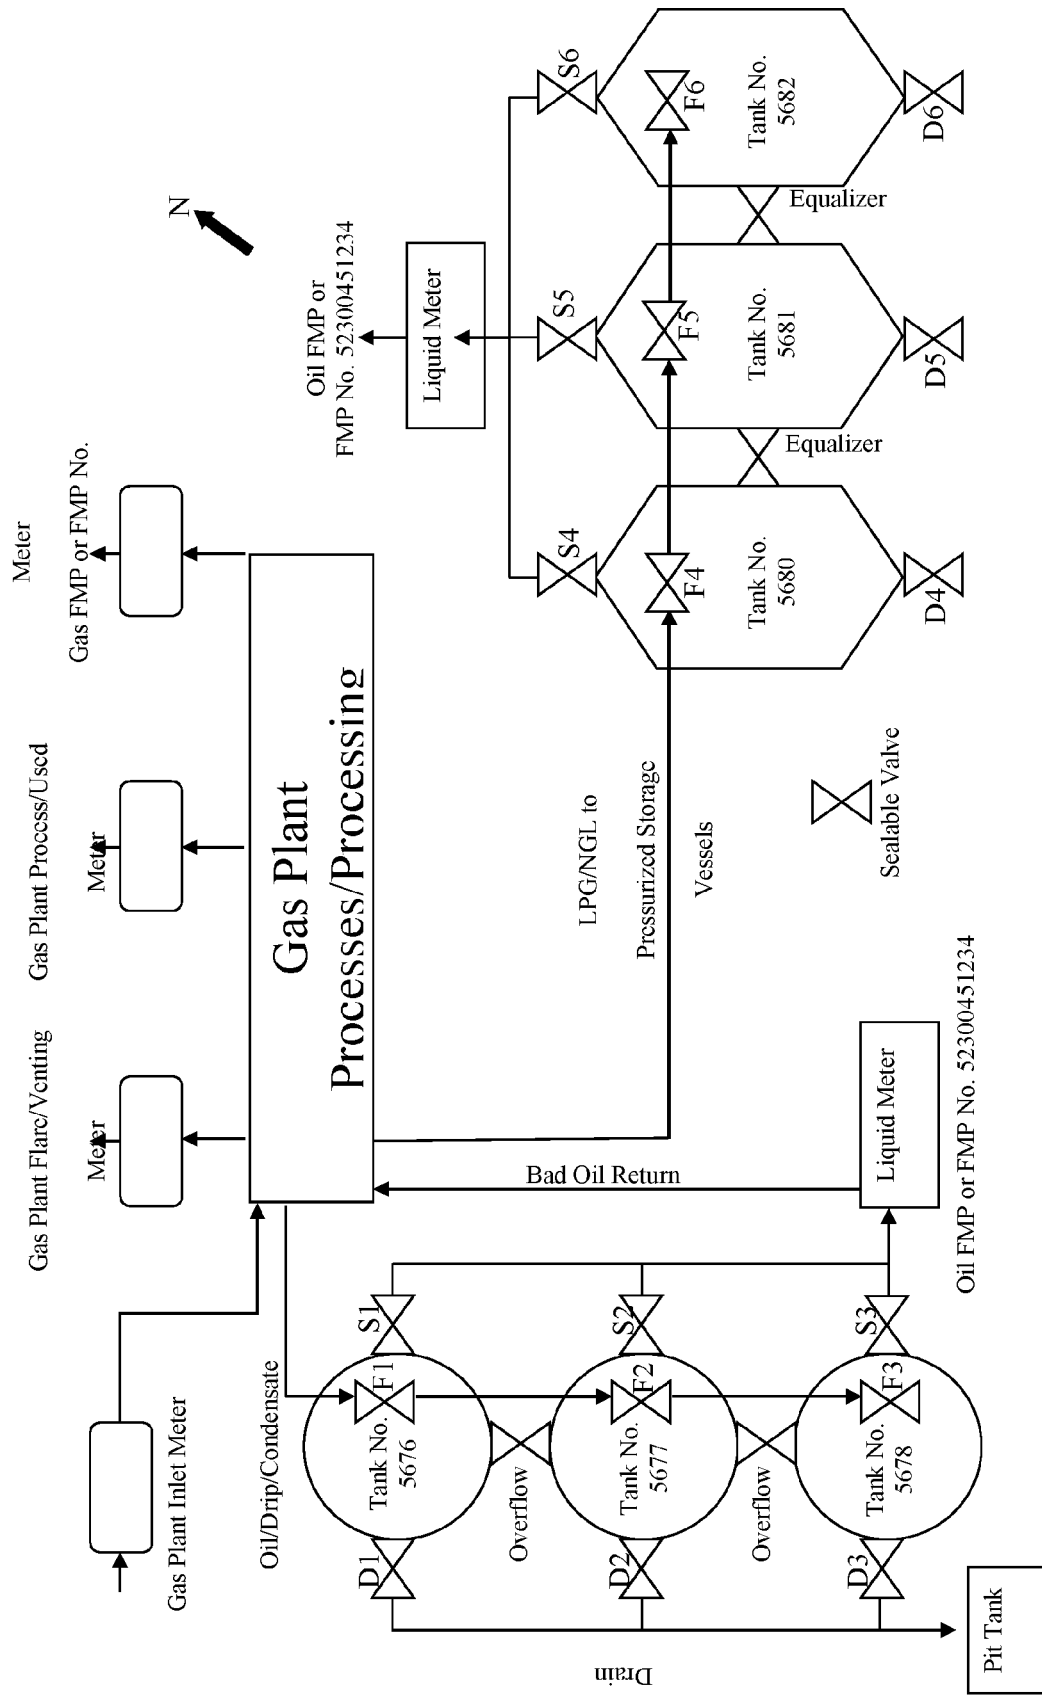 Meter
Gas Plant Flare/Venting
Meter
Gas Plant Process/Used
Meter
Gas FMP or FMP No.
N
Gas Plant Inlet Meter
Oil/Drip/Condensate
Gas Plant
Processes/Processing
Oil FMP or
FMP No. 52300451234
Liquid Meter
Bad Oil Return
LPG/NGL to
Pressurized Storage
Vessels
D1
Tank No.
5676
F1
S1
Overflow
D2
Tank No.
5677
F2
S2
Overflow
D3
Tank No.
5678
F3
S3
Drain
Pit Tank
Liquid Meter
Oil FMP or FMP No. 52300451234
S4
F4
Tank No.
5680
D4
Equalizer
S5
F5
Tank No.
5681
D5
Equalizer
S6
F6
Tank No.
5682
D6
Sealable Valve